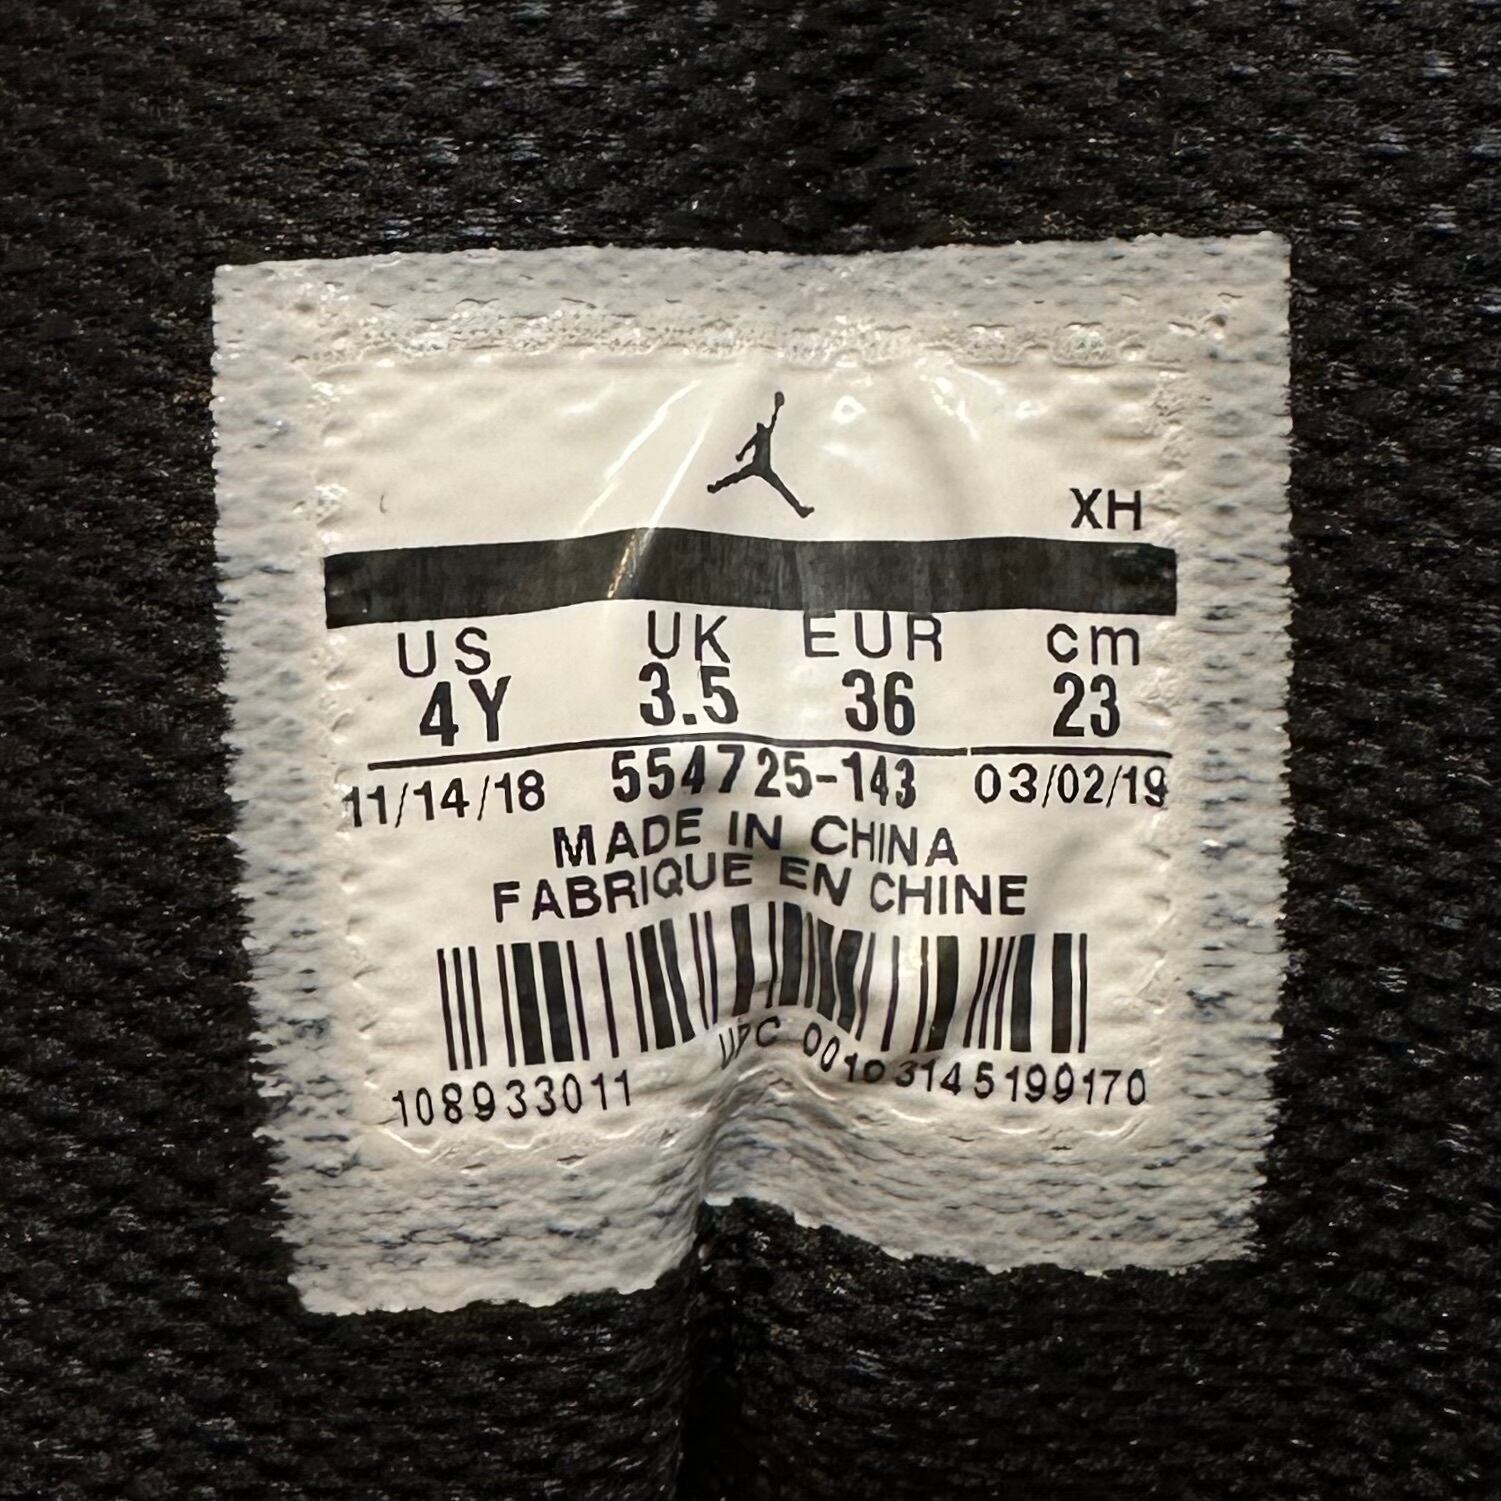 XH
US UK EUR cm
4Y 3.5 36 23
11/14/18 554725-143 03/02/19
MADE IN CHINA
FABRIQUE EN CHINE
108933011 UPC 00103145199170